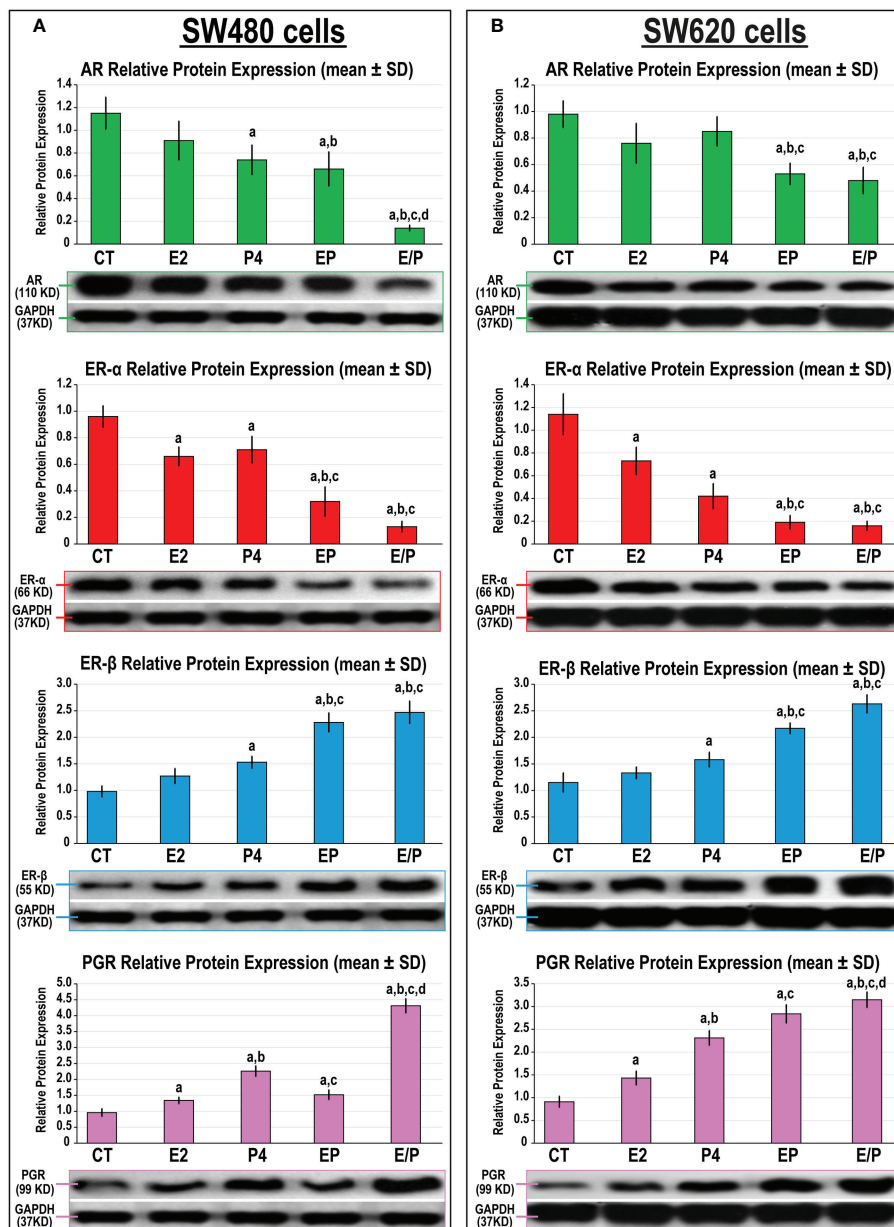 A
SW480 cells
AR Relative Protein Expression (mean ± SD)
Relative Protein Expression
1.4
1.2
1.0
0.8
0.6
0.4
0.2
0
a
a,b
a,b,c,d
CT E2 P4 EP E/P
AR
(110 KD)
GAPDH
(37KD)
ER-α Relative Protein Expression (mean ± SD)
Relative Protein Expression
1.2
1.0
0.8
0.6
0.4
0.2
0
a
a
a,b,c
a,b,c
CT E2 P4 EP E/P
ER-α
(66 KD)
GAPDH
(37KD)
ER-β Relative Protein Expression (mean ± SD)
Relative Protein Expression
3.0
2.5
2.0
1.5
1.0
0.5
0
a
a,b,c
a,b,c
CT E2 P4 EP E/P
ER-β
(55 KD)
GAPDH
(37KD)
PGR Relative Protein Expression (mean ± SD)
Relative Protein Expression
5.0
4.5
4.0
3.5
3.0
2.5
2.0
1.5
1.0
0.5
0
a
a,b
a,c
a,b,c,d
CT E2 P4 EP E/P
PGR
(99 KD)
GAPDH
(37KD)
B
SW620 cells
AR Relative Protein Expression (mean ± SD)
Relative Protein Expression
1.2
1.0
0.8
0.6
0.4
0.2
0
a,b,c
a,b,c
CT E2 P4 EP E/P
AR
(110 KD)
GAPDH
(37KD)
ER-α Relative Protein Expression (mean ± SD)
Relative Protein Expression
1.4
1.2
1.0
0.8
0.6
0.4
0.2
0
a
a
a,b,c
a,b,c
CT E2 P4 EP E/P
ER-α
(66 KD)
GAPDH
(37KD)
ER-β Relative Protein Expression (mean ± SD)
Relative Protein Expression
3.0
2.5
2.0
1.5
1.0
0.5
0
a
a,b,c
a,b,c
CT E2 P4 EP E/P
ER-β
(55 KD)
GAPDH
(37KD)
PGR Relative Protein Expression (mean ± SD)
Relative Protein Expression
3.5
3.0
2.5
2.0
1.5
1.0
0.5
0
a
a,b
a,c
a,b,c,d
CT E2 P4 EP E/P
PGR
(99 KD)
GAPDH
(37KD)